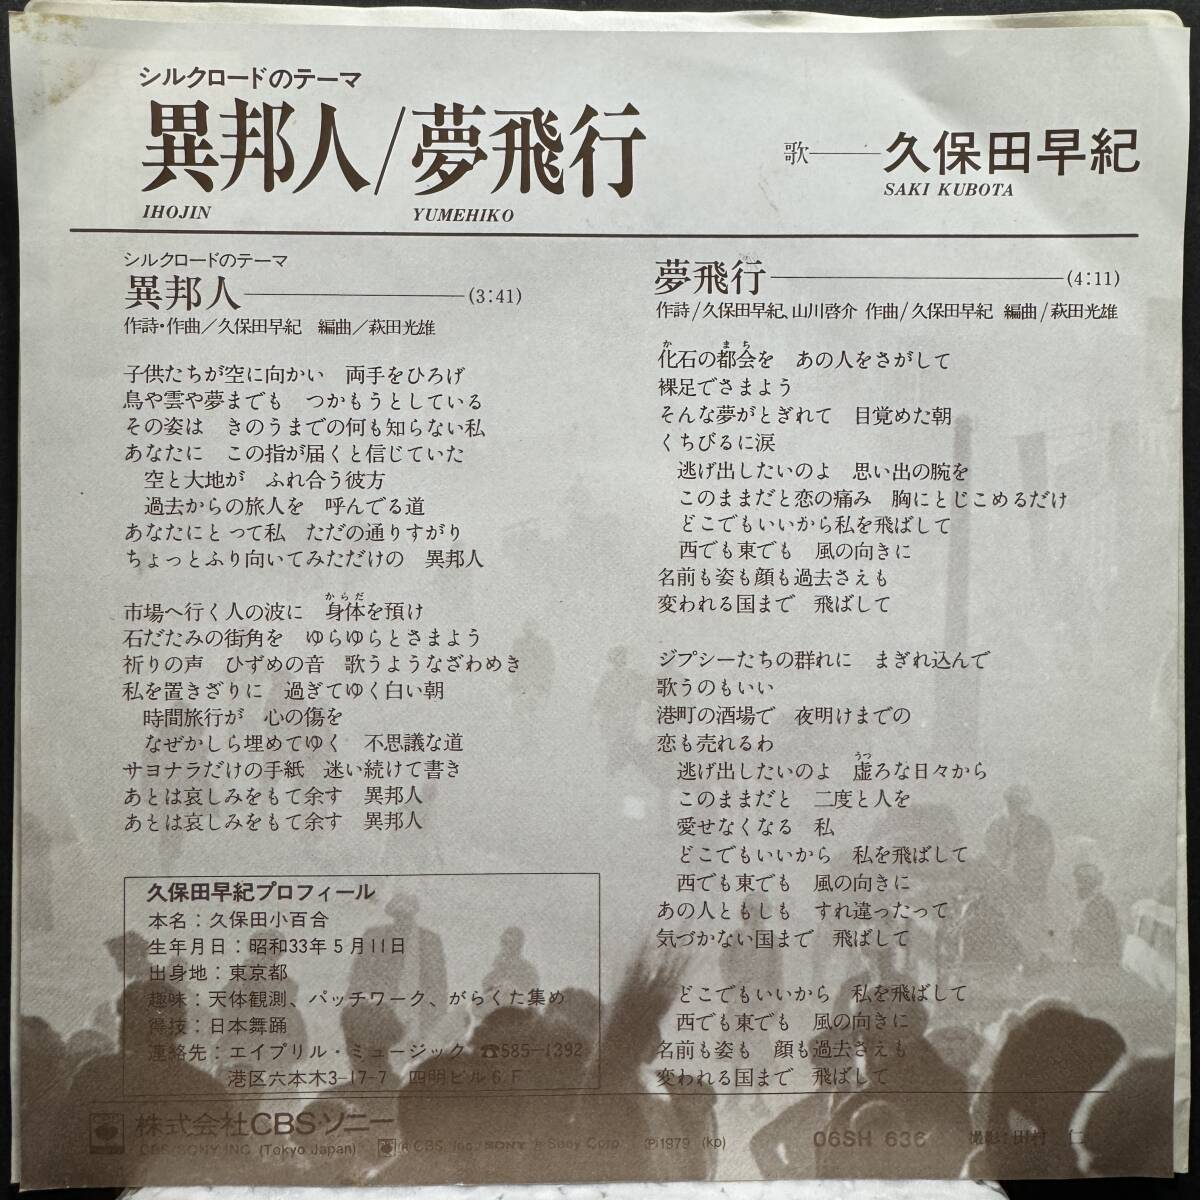 シルクロードのテーマ
異邦人/夢飛行
IHOJIN YUMEHIKO
歌——久保田早紀
SAKI KUBOTA
シルクロードのテーマ
異邦人——(3:41)
作詩・作曲/久保田早紀 編曲/萩田光雄
子供たちが空に向かい 両手をひろげ
鳥や雲や夢までも つかもうとしている
その姿は きのうまでの何も知らない私
あなたに この指が届くと信じていた
空と大地が ふれ合う彼方
過去からの旅人を 呼んでる道
あなたにとって私 ただの通りすがり
ちょっとふり向いてみただけの 異邦人
からだ
市場へ行く人の波に 身体を預け
石だたみの街角を ゆらゆらとさまよう
祈りの声 ひずめの音 歌うようなざわめき
私を置きざりに 過ぎてゆく白い朝
時間旅行が 心の傷を
なぜかしら埋めてゆく 不思議な道
サヨナラだけの手紙 迷い続けて書き
あとは哀しみをもて余す 異邦人
あとは哀しみをもて余す 異邦人
久保田早紀プロフィール
本名：久保田小百合
生年月日：昭和33年5月11日
出身地：東京都
趣味：天体観測、パッチワーク、がらくた集め
得技：日本舞踊
連絡先：エイプリル・ミュージック ☎585-1392
港区六本木3-17-7 四明ビル6F
夢飛行——(4:11)
作詩/久保田早紀、山川啓介 作曲/久保田早紀 編曲/萩田光雄
か まち
化石の都会を あの人をさがして
裸足でさまよう
そんな夢がとぎれて 目覚めた朝
くちびるに涙
逃げ出したいのよ 思い出の腕を
このままだと恋の痛み 胸にとじこめるだけ
どこでもいいから私を飛ばして
西でも東でも 風の向きに
名前も姿も顔も過去さえも
変われる国まで 飛ばして
ジプシーたちの群れに まぎれ込んで
歌うのもいい
港町の酒場で 夜明けまでの
恋も売れるわ
うつ
逃げ出したいのよ 虚ろな日々から
このままだと 二度と人を
愛せなくなる 私
どこでもいいから 私を飛ばして
西でも東でも 風の向きに
あの人ともしも すれ違ったって
気づかない国まで 飛ばして
どこでもいいから 私を飛ばして
西でも東でも 風の向きに
名前も姿も 顔も過去さえも
変われる国まで 飛ばして
株式会社CBS・ソニー
CBS/SONY INC. (Tokyo Japan) ® CBS, Inc./SONY ® Sony Corp. ℗1979 (kp) 06SH 636 撮影/田村 仁